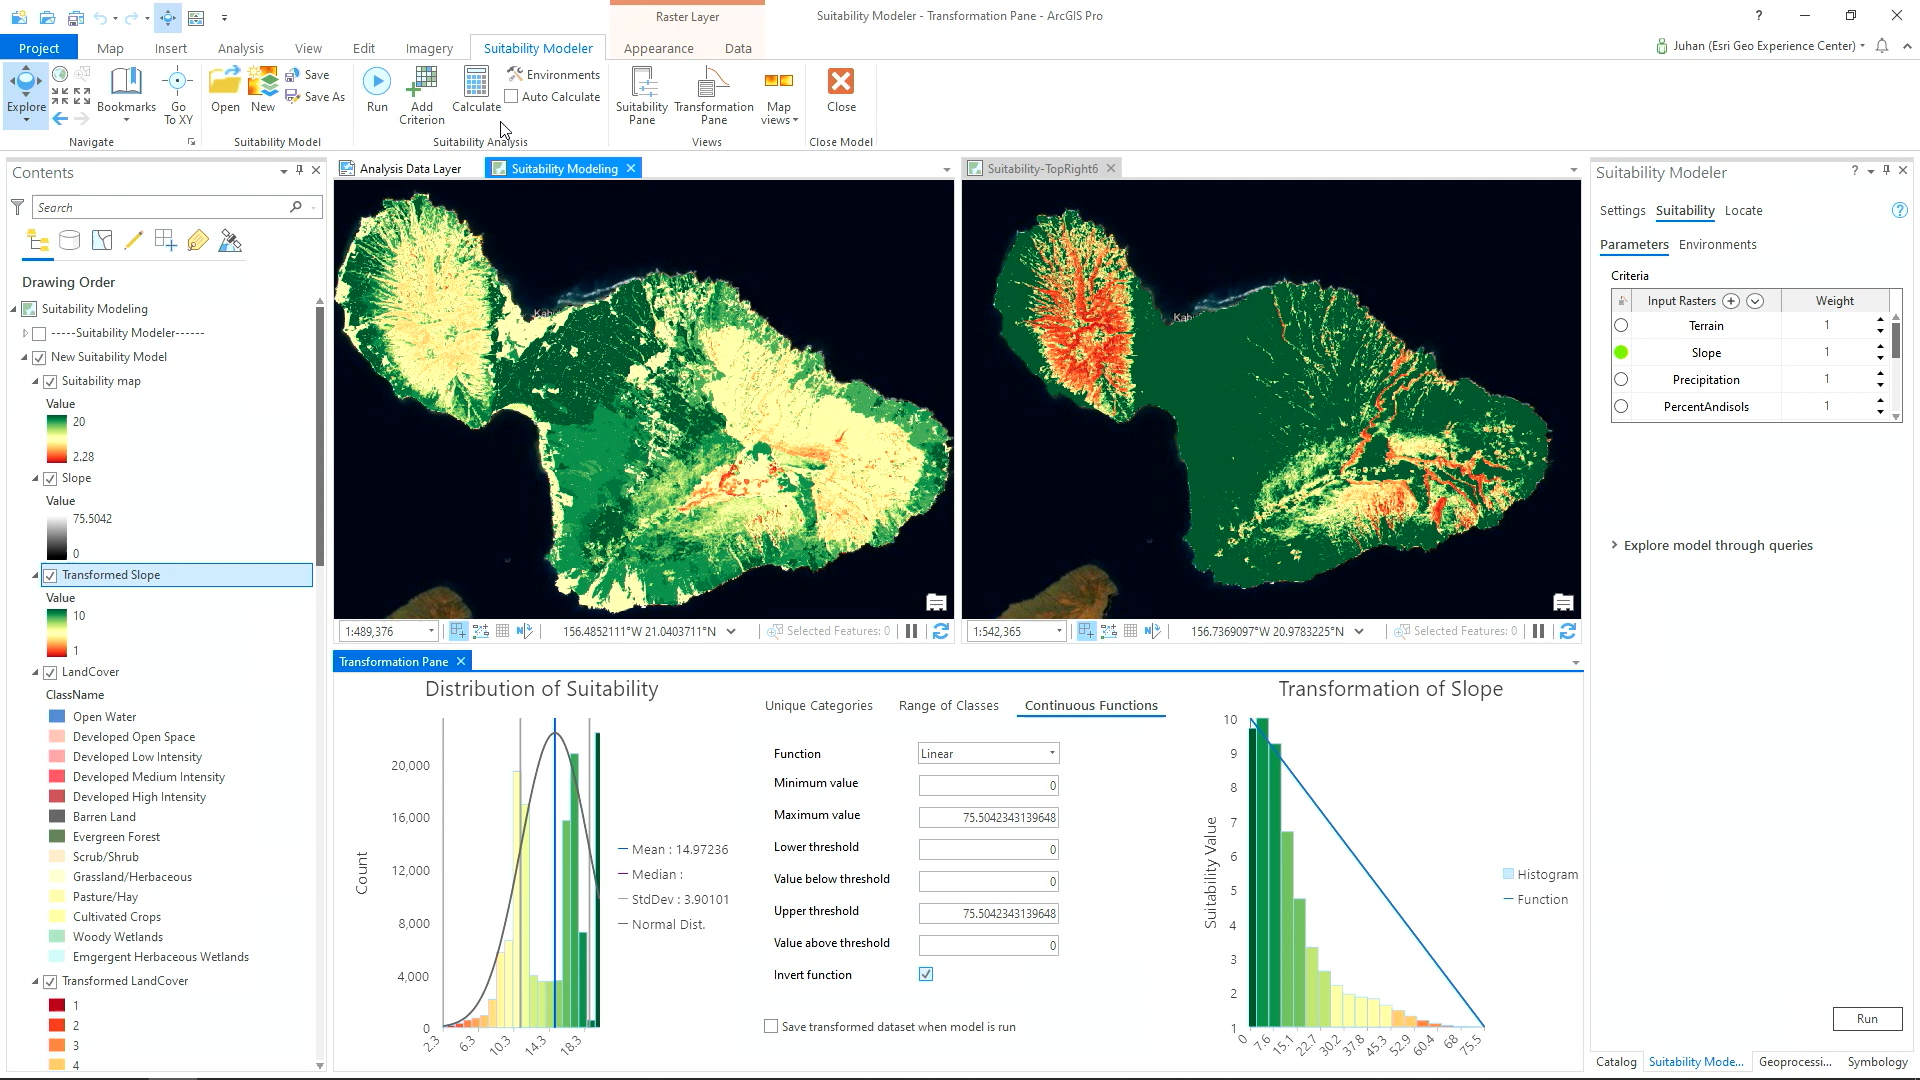 Raster Layer
Suitability Modeler - Transformation Pane - ArcGIS Pro
?
Project
Map
Insert
Analysis
View
Edit
Imagery
Suitability Modeler
Appearance
Data
Juhan (Esri Geo Experience Center)
Explore
Bookmarks
Go To XY
Navigate
Open
New
Save
Save As
Suitability Model
Run
Add Criterion
Calculate
Environments
Auto Calculate
Suitability Analysis
Suitability Pane
Transformation Pane
Map views
Views
Close
Close Model
Contents
Search
Drawing Order
Suitability Modeling
-----Suitability Modeler------
New Suitability Model
Suitability map
Value
20
2.28
Slope
Value
75.5042
0
Transformed Slope
Value
10
1
LandCover
ClassName
Open Water
Developed Open Space
Developed Low Intensity
Developed Medium Intensity
Developed High Intensity
Barren Land
Evergreen Forest
Scrub/Shrub
Grassland/Herbaceous
Pasture/Hay
Cultivated Crops
Woody Wetlands
Emgergent Herbaceous Wetlands
Transformed LandCover
1
2
3
4
Analysis Data Layer
Suitability Modeling
1:489,376
156.4852111°W 21.0403711°N
Selected Features: 0
Suitability-TopRight6
1:542,365
156.7369097°W 20.9783225°N
Selected Features: 0
Transformation Pane
Distribution of Suitability
Count
20,000
16,000
12,000
8,000
4,000
0
2.3
6.3
10.3
14.3
18.3
Mean : 14.97236
Median :
StdDev : 3.90101
Normal Dist.
Unique Categories
Range of Classes
Continuous Functions
Function
Linear
Minimum value
0
Maximum value
75.5042343139648
Lower threshold
0
Value below threshold
0
Upper threshold
75.5042343139648
Value above threshold
0
Invert function
Save transformed dataset when model is run
Transformation of Slope
Suitability Value
10
9
8
7
6
5
4
3
2
1
0
7.6
15.1
22.7
30.2
37.8
45.3
52.9
60.4
68
75.5
Histogram
Function
Suitability Modeler
?
Settings
Suitability
Locate
?
Parameters
Environments
Criteria
Input Rasters
Weight
Terrain
1
Slope
1
Precipitation
1
PercentAndisols
1
Explore model through queries
Run
Catalog
Suitability Mode...
Geoprocessi...
Symbology